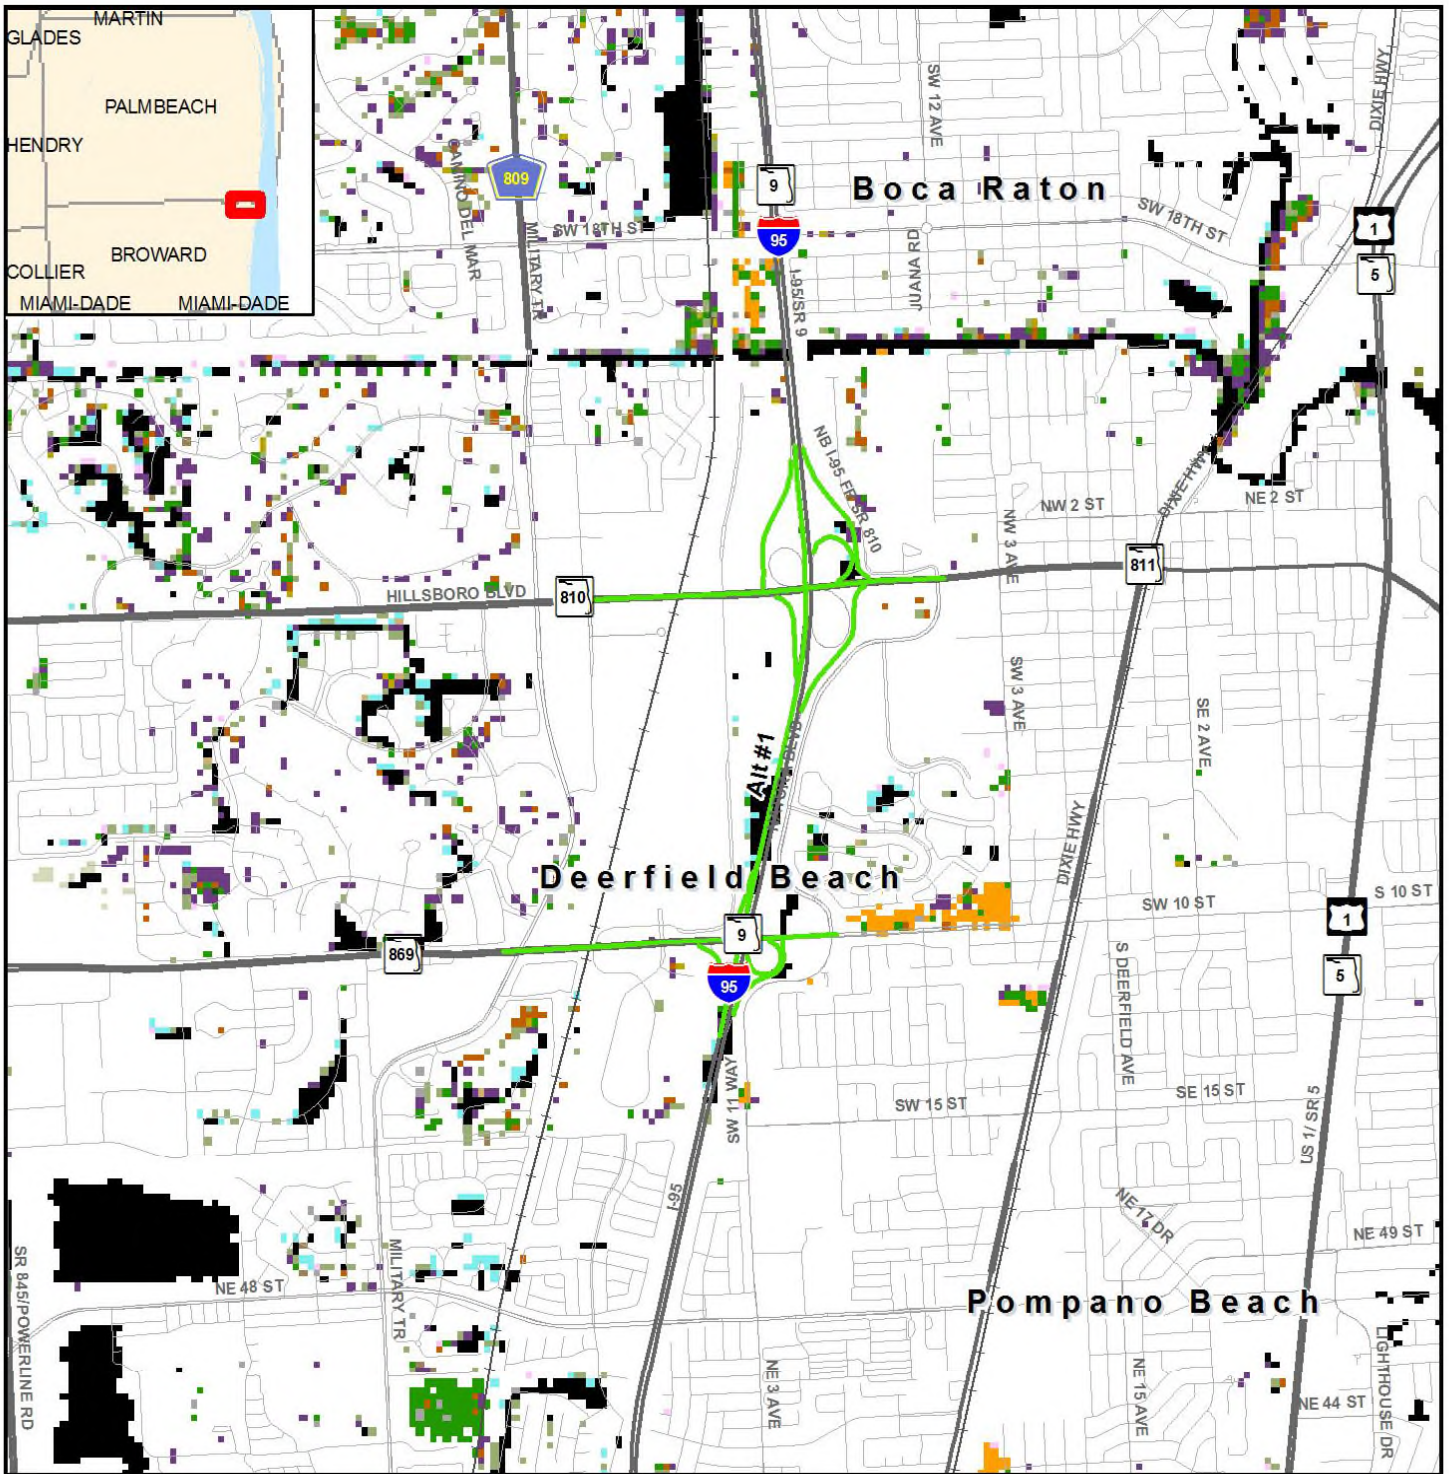 MARTIN
GLADES
PALMBEACH
HENDRY
BROWARD
COLLIER
MIAMI-DADE
MIAMI-DADE
DIXIE HWY
SW 12 AVE
CAMINO DEL MAR
809
9
Boca Raton
SW 18TH ST
SW 18TH ST
1
95
MILITARY TR
JUANA RD
5
I-95/SR 9
NB I-95
SR 810
NW 3 AVE
NW 2 ST
DIXIE HWY
NE 2 ST
811
HILLSBORO BLVD
810
SW 3 AVE
SE 2 AVE
Alt #1
BLVD
DIXIE HWY
Deerfield Beach
S 10 ST
SW 10 ST
1
9
869
5
95
S DEERFIELD AVE
SW 11 WAY
SE 15 ST
SW 15 ST
US 1/ SR 5
I-95
NE 17 DR
NE 49 ST
SR 845/POWERLINE RD
MILITARY TR
NE 48 ST
Pompano Beach
LIGHTHOUSE DR
NE 3 AVE
NE 15 AVE
NE 44 ST